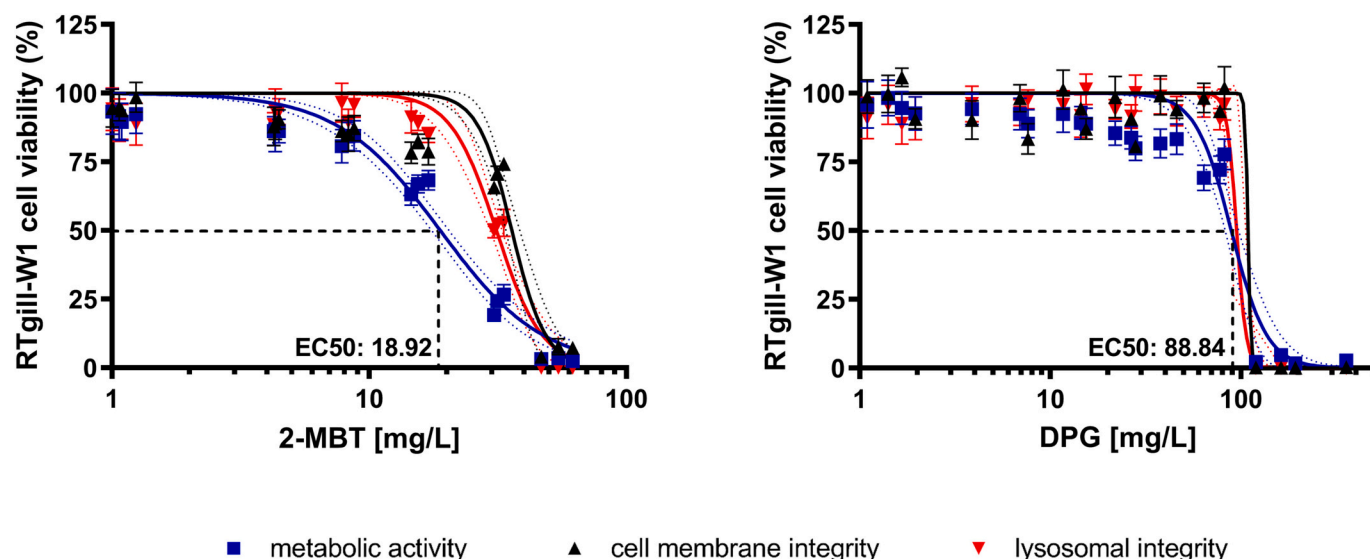 RTgill-W1 cell viability (%)
125
100
75
50
25
0
EC50: 18.92
1
10
100
2-MBT [mg/L]
RTgill-W1 cell viability (%)
125
100
75
50
25
0
EC50: 88.84
1
10
100
DPG [mg/L]
metabolic activity
cell membrane integrity
lysosomal integrity